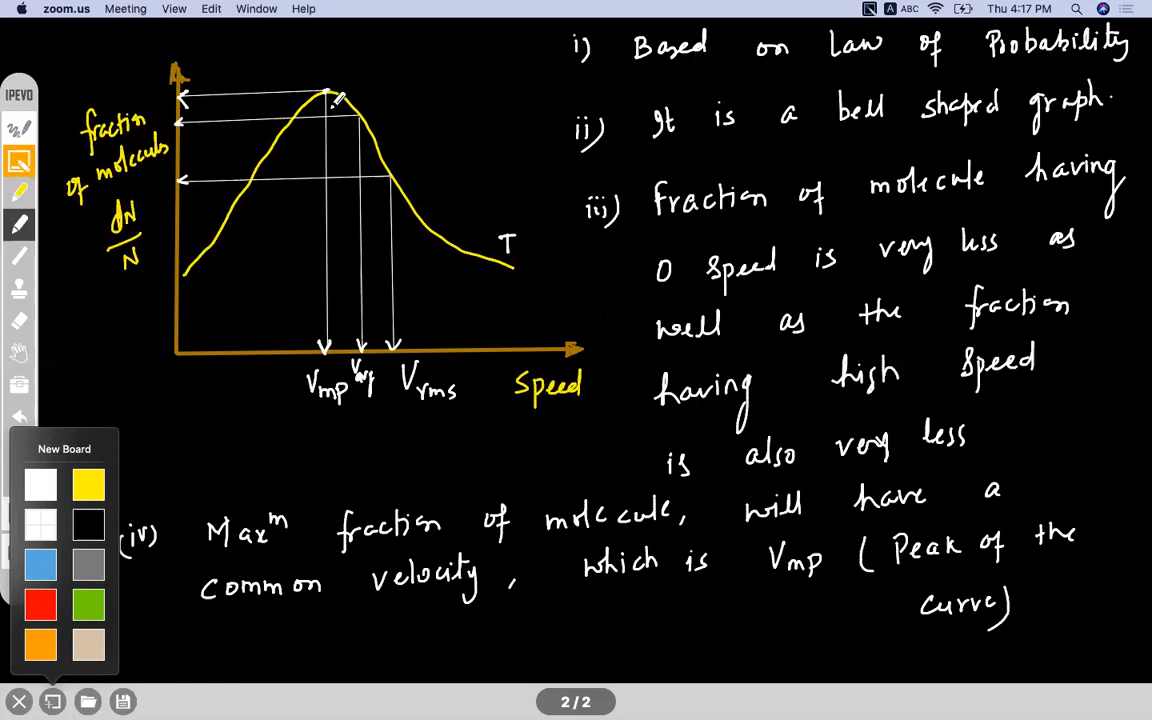 zoom.us Meeting View Edit Window Help
A ABC Thu 4:17 PM
IPEVO
fraction
of molecules
dN
N
T
Vmp Vavg Vrms Speed
i) Based on Law of Probability
ii) It is a bell shaped graph.
iii) fraction of molecule having
0 speed is very less as
well as the fraction
having high speed
is also very less
(iv) Maxᵐ fraction of molecule, will have a
common velocity, which is Vmp (Peak of the
curve)
New Board
2/2